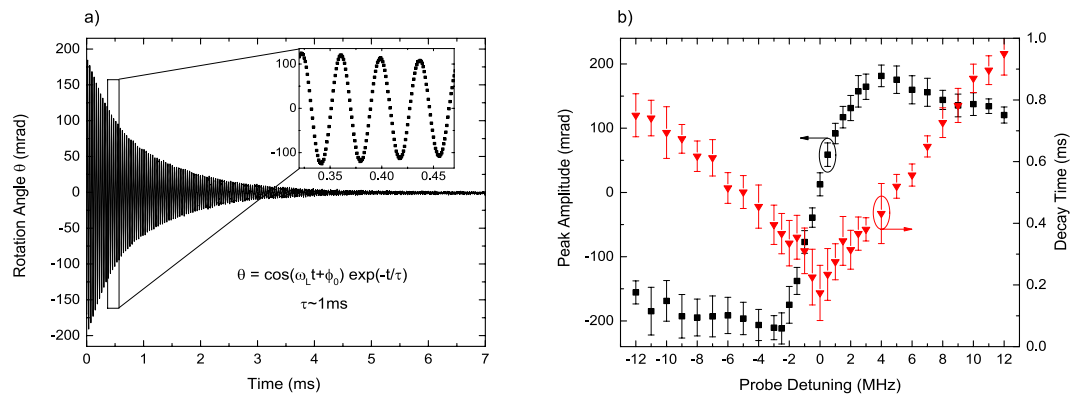 a)
200
150
100
50
0
-50
-100
-150
-200
Rotation Angle θ (mrad)
0 1 2 3 4 5 6 7
Time (ms)
100
0
-100
0.35 0.40 0.45
θ = cos(ω_L t+ϕ_0) exp(-t/τ)
τ~1ms
b)
200
100
0
-100
-200
Peak Amplitude (mrad)
-12 -10 -8 -6 -4 -2 0 2 4 6 8 10 12
Probe Detuning (MHz)
1.0
0.8
0.6
0.4
0.2
0.0
Decay Time (ms)